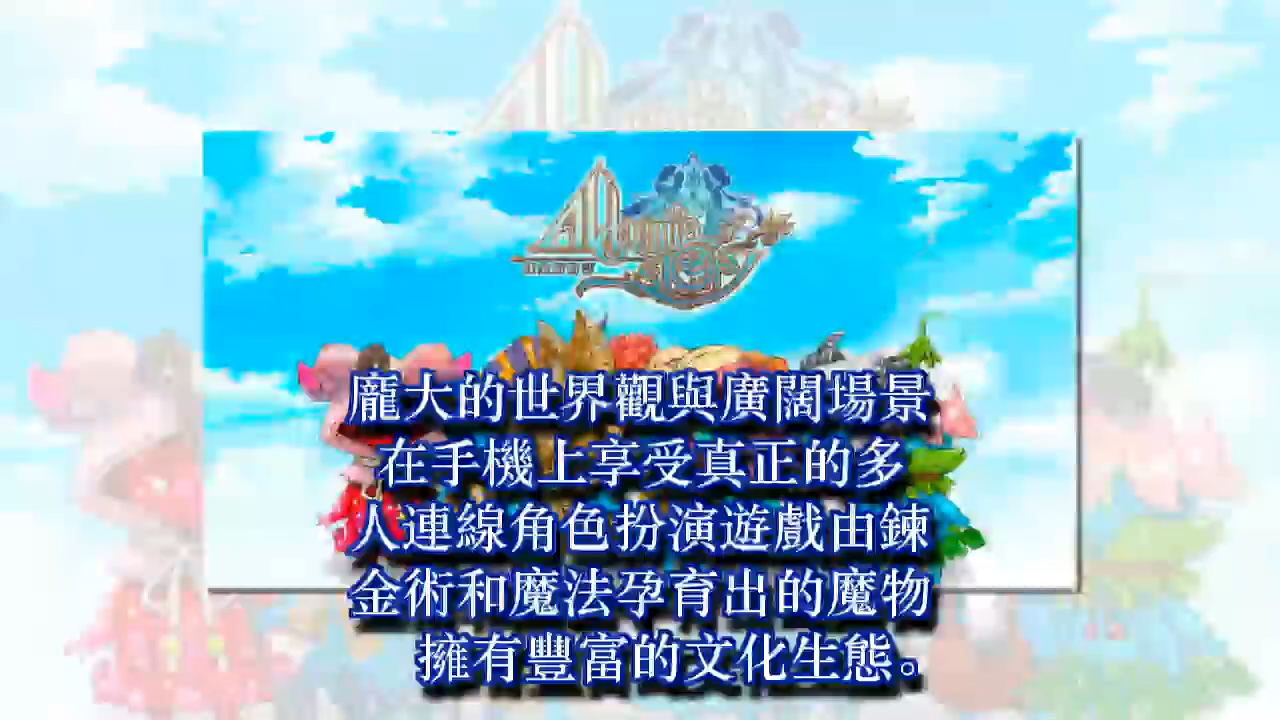 龐大的世界觀與廣闊場景
在手機上享受真正的多
人連線角色扮演遊戲由鍊
金術和魔法孕育出的魔物
擁有豐富的文化生態。